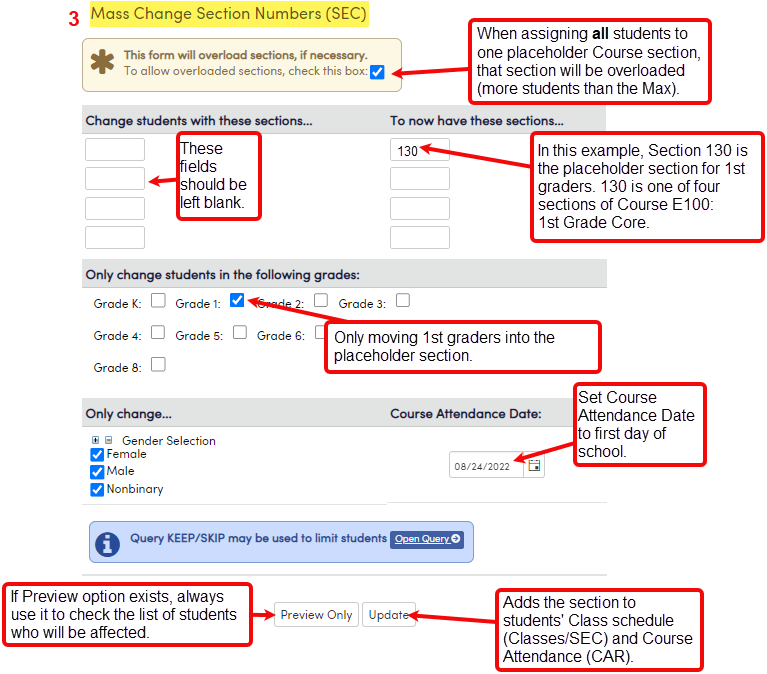 3 Mass Change Section Numbers (SEC)
When assigning all students to
one placeholder Course section,
that section will be overloaded
(more students than the Max).
This form will overload sections, if necessary.
To allow overloaded sections, check this box:
Change students with these sections...
To now have these sections...
These
fields
should be
left blank.
130
In this example, Section 130 is
the placeholder section for 1st
graders. 130 is one of four
sections of Course E100:
1st Grade Core.
Only change students in the following grades:
Grade K: Grade 1: Grade 2: Grade 3:
Grade 4: Grade 5: Grade 6:
Only moving 1st graders into the
placeholder section.
Grade 8:
Only change...
Course Attendance Date:
Set Course
Attendance Date
to first day of
school.
Gender Selection
Female
Male
Nonbinary
08/24/2022
Query KEEP/SKIP may be used to limit students Open Query
If Preview option exists, always
use it to check the list of students
who will be affected.
Preview Only Update
Adds the section to
students' Class schedule
(Classes/SEC) and Course
Attendance (CAR).